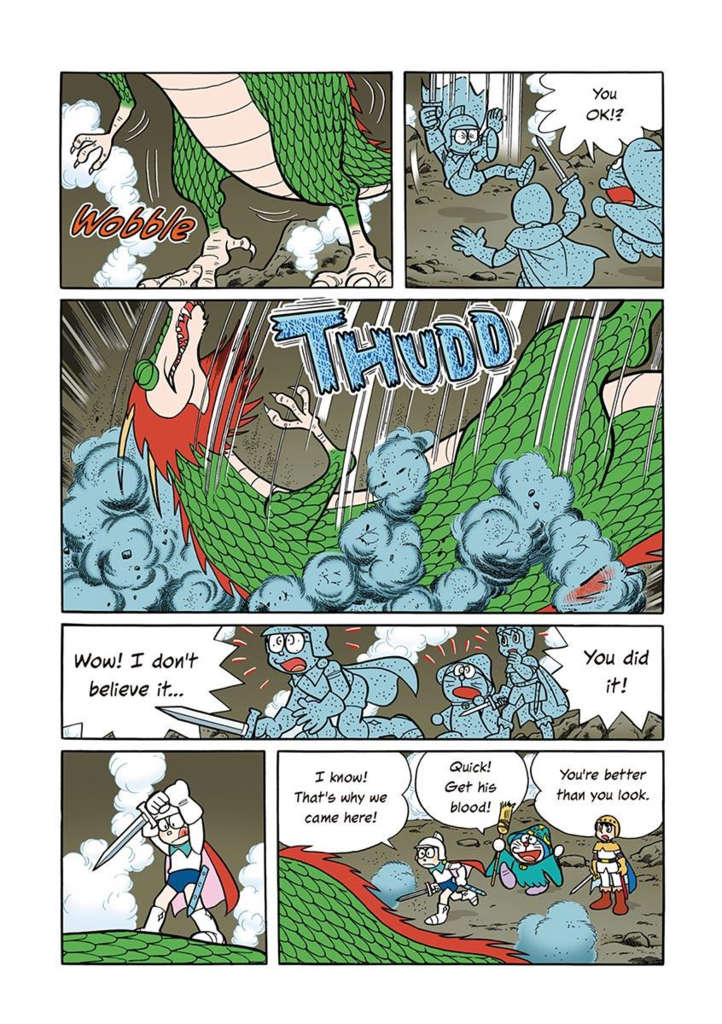 Wobble
You
OK!?
THUDD
Wow! I don't
believe it...
You did
it!
I know!
That's why we
came here!
Quick!
Get his
blood!
You're better
than you look.